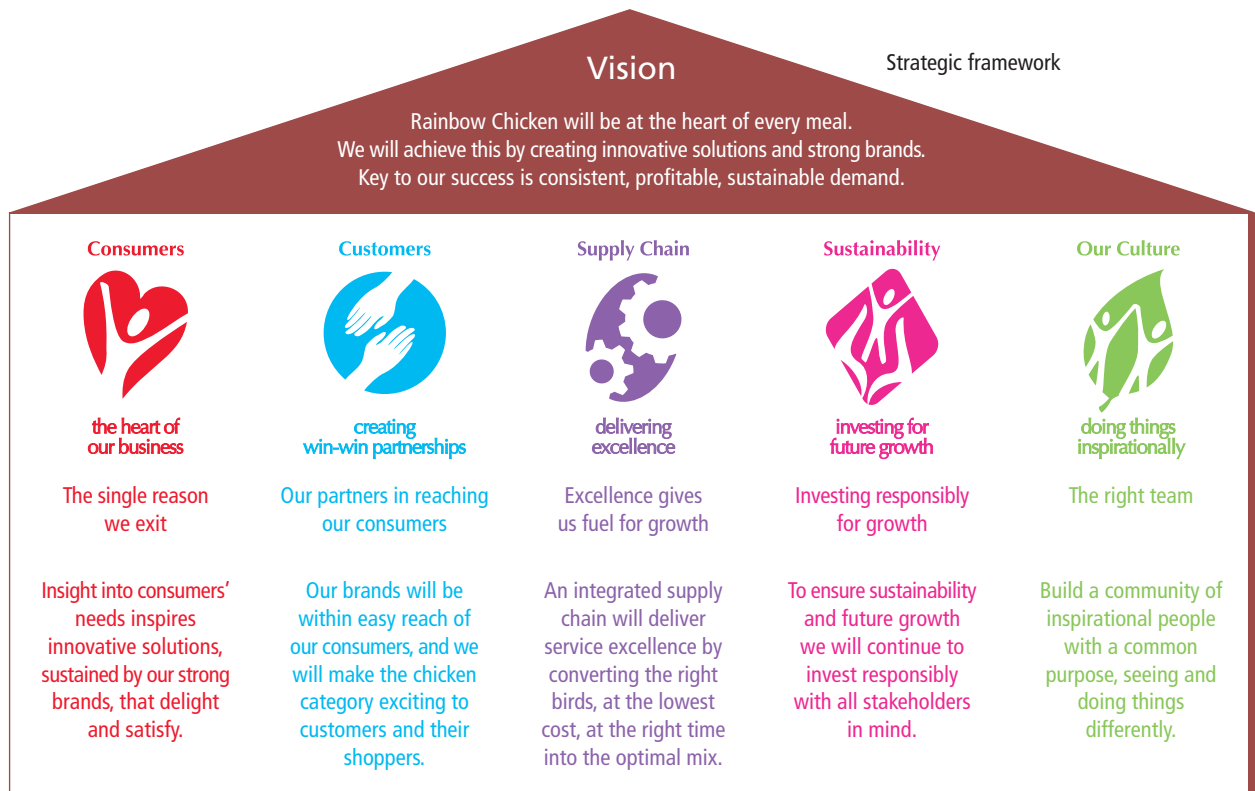 Vision
Strategic framework
Rainbow Chicken will be at the heart of every meal.
We will achieve this by creating innovative solutions and strong brands.
Key to our success is consistent, profitable, sustainable demand.
Consumers
the heart of
our business
The single reason
we exit
Insight into consumers’
needs inspires
innovative solutions,
sustained by our strong
brands, that delight
and satisfy.
Customers
creating
win-win partnerships
Our partners in reaching
our consumers
Our brands will be
within easy reach of
our consumers, and we
will make the chicken
category exciting to
customers and their
shoppers.
Supply Chain
delivering
excellence
Excellence gives
us fuel for growth
An integrated supply
chain will deliver
service excellence by
converting the right
birds, at the lowest
cost, at the right time
into the optimal mix.
Sustainability
investing for
future growth
Investing responsibly
for growth
To ensure sustainability
and future growth
we will continue to
invest responsibly
with all stakeholders
in mind.
Our Culture
doing things
inspirationally
The right team
Build a community of
inspirational people
with a common
purpose, seeing and
doing things
differently.